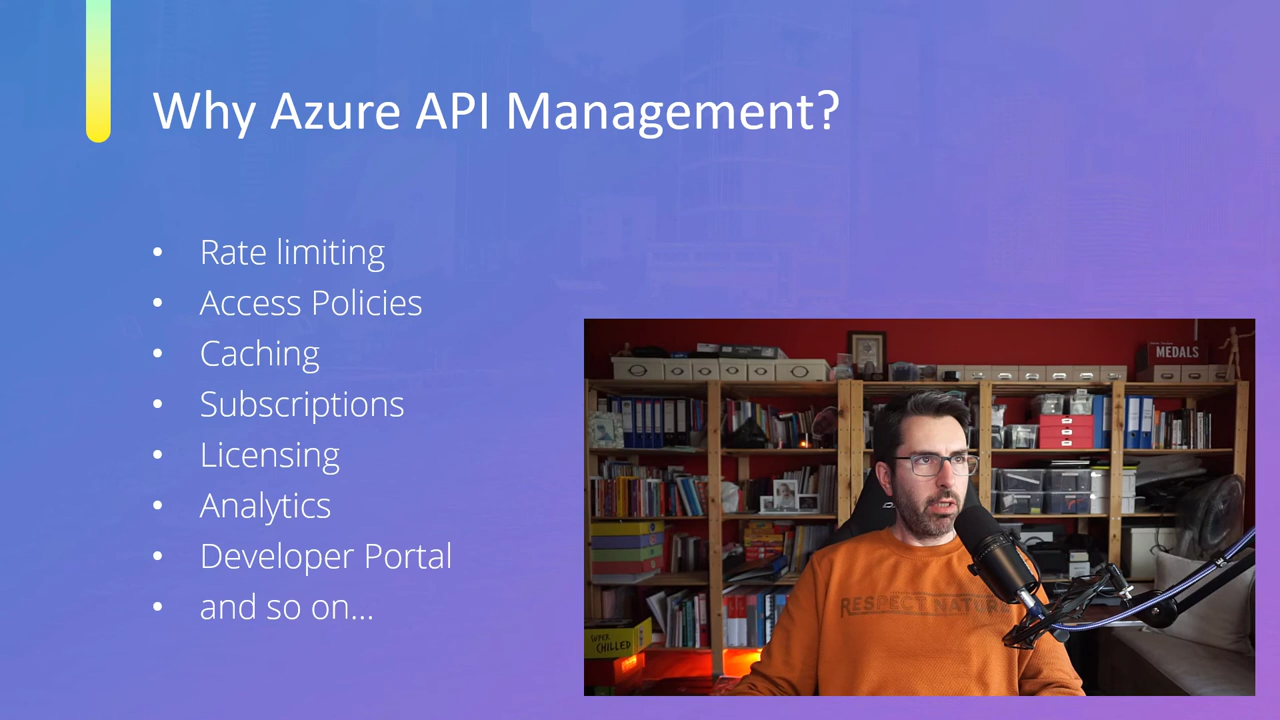 Why Azure API Management?
• Rate limiting
• Access Policies
• Caching
• Subscriptions
• Licensing
• Analytics
• Developer Portal
• and so on...
MEDALS
RESPECT NATURE
SUPER
CHILLED